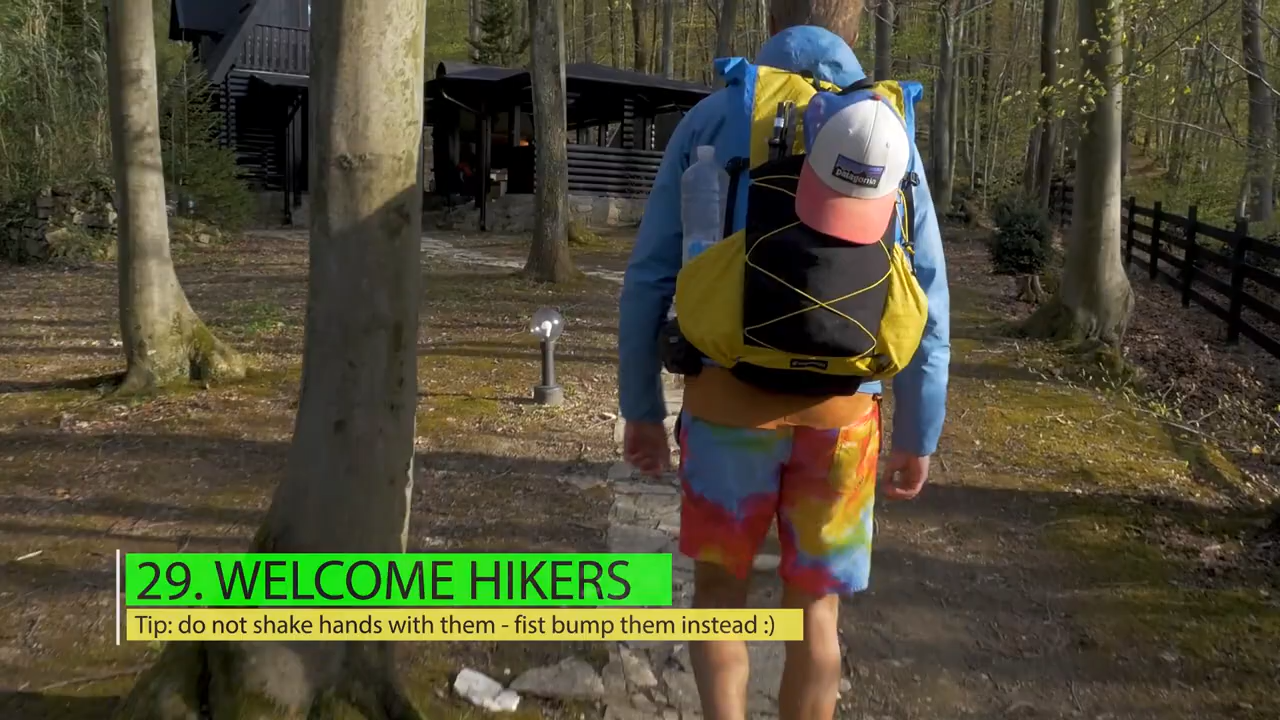 patagonia
29. WELCOME HIKERS
Tip: do not shake hands with them - fist bump them instead :)